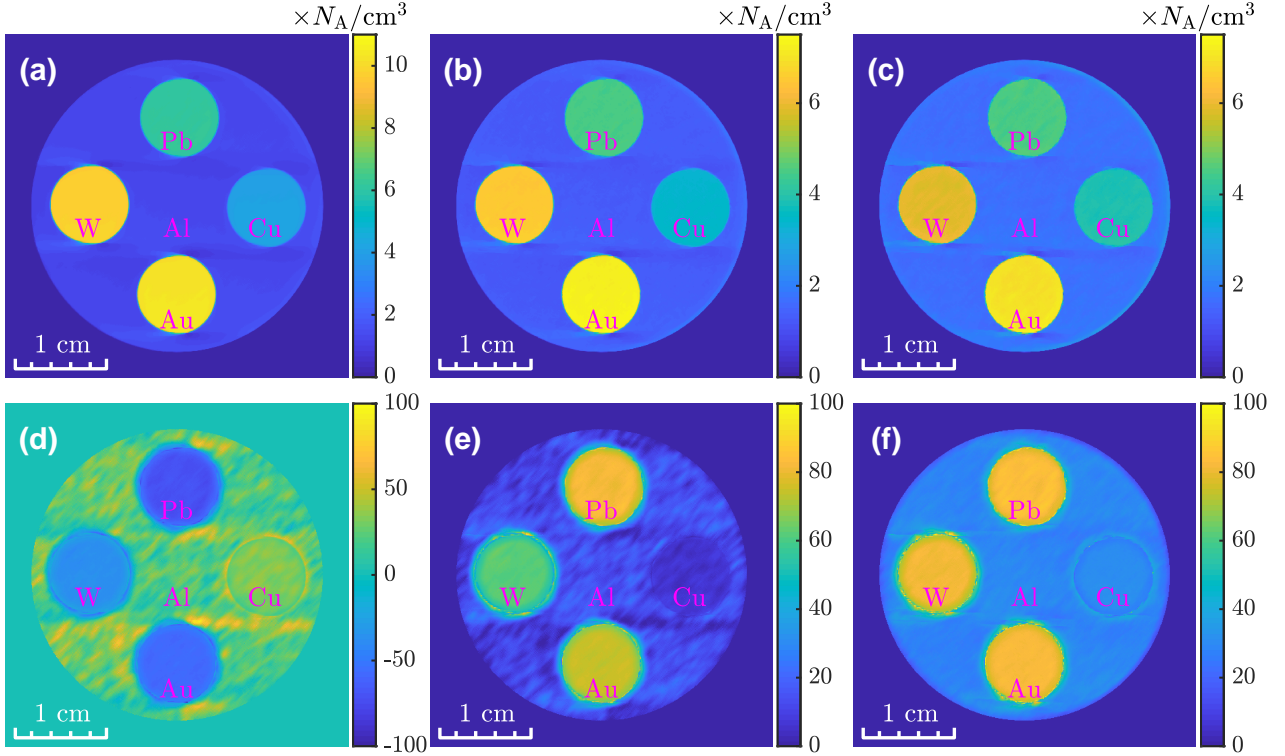 ×N_A/cm³ ×N_A/cm³ ×N_A/cm³
(a) Pb W Al Cu Au 1 cm 10 8 6 4 2 0
(b) Pb W Al Cu Au 1 cm 6 4 2 0
(c) Pb W Al Cu Au 1 cm 6 4 2 0
(d) Pb W Al Cu Au 1 cm 100 50 0 -50 -100
(e) Pb W Al Cu Au 1 cm 100 80 60 40 20 0
(f) Pb W Al Cu Au 1 cm 100 80 60 40 20 0